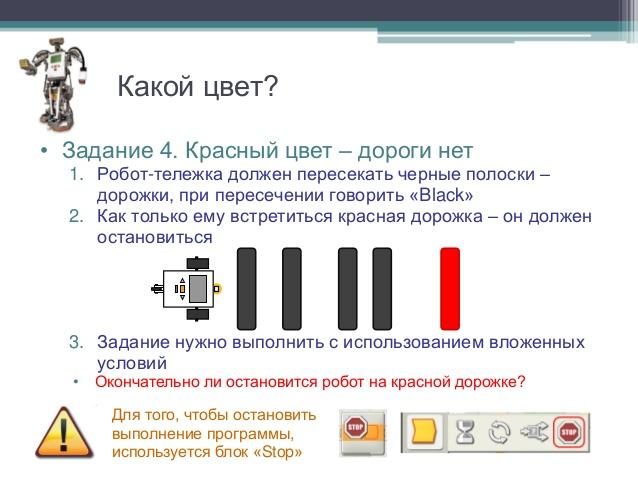 Какой цвет?
• Задание 4. Красный цвет – дороги нет
1. Робот-тележка должен пересекать черные полоски –
дорожки, при пересечении говорить «Black»
2. Как только ему встретиться красная дорожка – он должен
остановиться
3. Задание нужно выполнить с использованием вложенных
условий
• Окончательно ли остановится робот на красной дорожке?
Для того, чтобы остановить
выполнение программы,
используется блок «Stop»
STOP
STOP